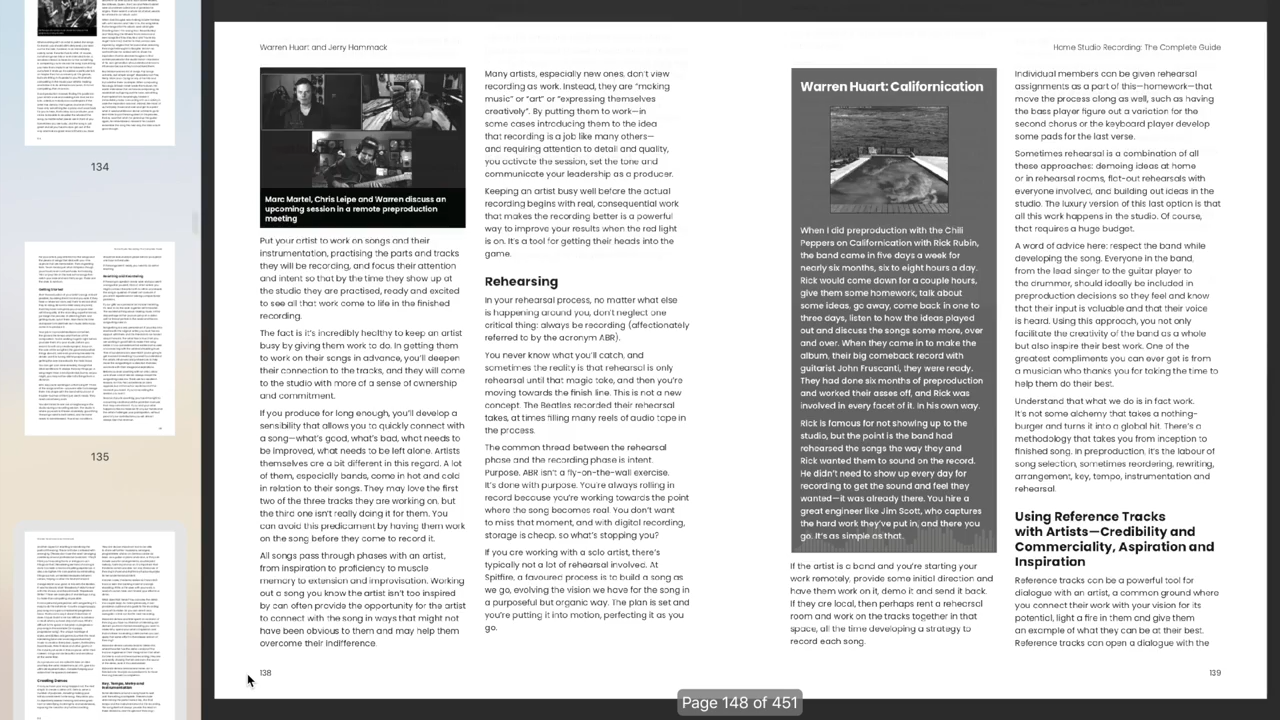 134
135
Warren Huart: and Jerry Hammack
Marc Martel, Chris Leipe and Warren discuss an
upcoming session in a remote preproduction
meeting
Put your artist to work on songs and their
instrumentation, practising the parts and tracks
they will be recording, and focus their attention
and intent so by the time they show up at
the studio they are practised, ready and excited
to see all that work come to life in the finished
recording.
The fact is it's incredibly healthy to keep an artist
busy by giving them work to do. In getting them
to work on their songs in advance, they'll deepen
their connection to the tracks, and they will come
to the studio with more of a sense of ownership
and commitment.
If you produce for long enough, you'll develop a
sensibility that allows you to quickly connect with
a song—what's good, what's bad, what needs to
be improved, what needs to be left alone. Artists
themselves are a bit different in this regard. A lot
of them, especially bands, come in hot and cold
in relation to their songs. They may love the first
two of the three tracks they are working on, but
the third one isn't really doing it for them. You
can avoid this predicament by having them work
on the song before they come to record it.
All songs pass through phases with an artist,
from inspiration to proficiency to muscle
memory to extension and improvisation. Working
on a song you know the artist isn't too inspired
by can create an opportunity for the artist
to connect with the song in ways that might not
have been obvious to them and may help them
overcome their indifference.
138
Many artists, especially new ones, don't view
recording as work. Instead, they are "making
music" or "art" or "expressing themselves
creatively." By putting them to work—in
some cases introducing them to the idea
that recording is a job like many others—
and requiring attention to detail and quality,
you activate the session, set the tone and
communicate your leadership as a producer.
Keeping an artist busy well before the actual
recording begins with real, consequential work
that makes the recording better is a powerful
way to improve your results when the red light
is on. It's a tool for getting their heads into the
game.
Rehearsing
In your rehearsal process, no matter what else
is happening around you, don't neglect one
critical thing: always be recording (affectionately
referred to by the acronym ABR).
You never know what you'll catch, and
sometimes the reality is that rehearsal is only
rehearsal until that magic take, and then you're
moving towards the finish line. This is not a new
concept. The Beatles recorded their rehearsal
takes, at times filling many reels of audio tape in
the process.
The common thread between the rehearsal
phase and the recording phase is intent.
Purpose. ABR isn't a fly-on-the-wall exercise.
It's done with purpose. You're always rolling in
record because you're working towards the point
where the song becomes real. You don't want
to miss that moment, and with digital recording,
storage is cheap, so what's stopping you?
If you are working with a solo artist, there's
typically not a lot of rehearsal involved. At
Spitfire, our process is to build a song as
we produce it to the vision we have for the song in
a purposeful, organic way. The plan is set and
you're building it as you go, perfecting it as you
go.
Home Studio Recording: The Complete Guide
Warren Huart: Californication
When I did preproduction with the Chili
Peppers on Californication with Rick Rubin,
the band came in five days a week for
nearly six months, six to eight hours a day.
Rick would come down for a couple hours,
give them some homework, talk about
some ideas, go away, come back in one to
three days, listen to how the ideas played
out and discuss the songs some more, over
and over. When they came in to make the
album, their big comeback record with
guitarist John Fruscanti, they were ready.
They had done six months of preproduction
and worked their asses off, and Rick was
involved in every facet of it. In his own way.
Rick is famous for not showing up to the
studio, but the point is the band had
rehearsed the songs the way they and
Rick wanted them to sound on the record.
He didn't need to show up every day for
recording to get the sound and feel they
wanted—it was already there. You hire a
great engineer like Jim Scott, who captures
the hard work they've put in, and there you
go. It's as simple as that.
If the artist is a band and you're sharing your
record each song.
Individual members can be given rehearsal
assignments as a part of this—homework—that
move the process along as well, such as having
the bass player figure out a variation for the
second chorus or the keyboard player develop
some pads for the last verse.
Sometimes rehearsal is a combination of all
these approaches: demoing ideas at home
or in rehearsal rooms, flat-out rehearsals with
everyone involved, and building out ideas in the
studio. The luxury version of this last option is that
all this work happens in the studio. Of course,
that requires a huge budget.
A word of advice here: respect the band while
developing the song. Everyone in the band,
from the lead singer to the guitar player to
the drummer, should ideally be included in
production decisions so they feel and know
that their input is valuable and that their voice
is heard. Using this approach, you not only
facilitate the creativity of the band as a whole
but also inspire their best work. One of the
greatest compliments you can ever get is from
a musician who thanks you for taking the time to
help them do their best.
Understand that what we do is in fact work.
It's not some alchemy that takes a nothing-
burger and turns it into a global hit. There's a
methodology that takes you from inception to
finished song. In preproduction, it's the labour of
song selection, sometimes reordering, rewriting,
arrangement, key, tempo, instrumentation and
rehearsal.
Using Reference Tracks
with Artists—Credibility and
Commerciality, Aspiration and
Inspiration
Reference tracks can be a powerful tool for
dialogue with an artist, a common ground where
you connect their work with your vision for its
potential, light a fire in them and give them
an example of what they can be at their best.
Reference tracks can open a dialogue with the
139
Page 148 of 451